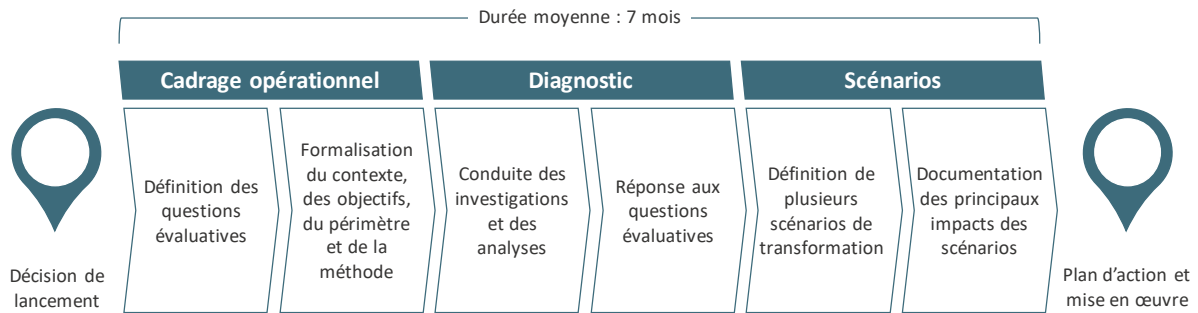 Durée moyenne : 7 mois
Cadrage opérationnel
Diagnostic
Scénarios
Décision de
lancement
Définition des
questions
évaluatives
Formalisation
du contexte,
des objectifs,
du périmètre
et de la
méthode
Conduite des
investigations
et des
analyses
Réponse aux
questions
évaluatives
Définition de
plusieurs
scénarios de
transformation
Documentation
des principaux
impacts des
scénarios
Plan d’action et
mise en œuvre